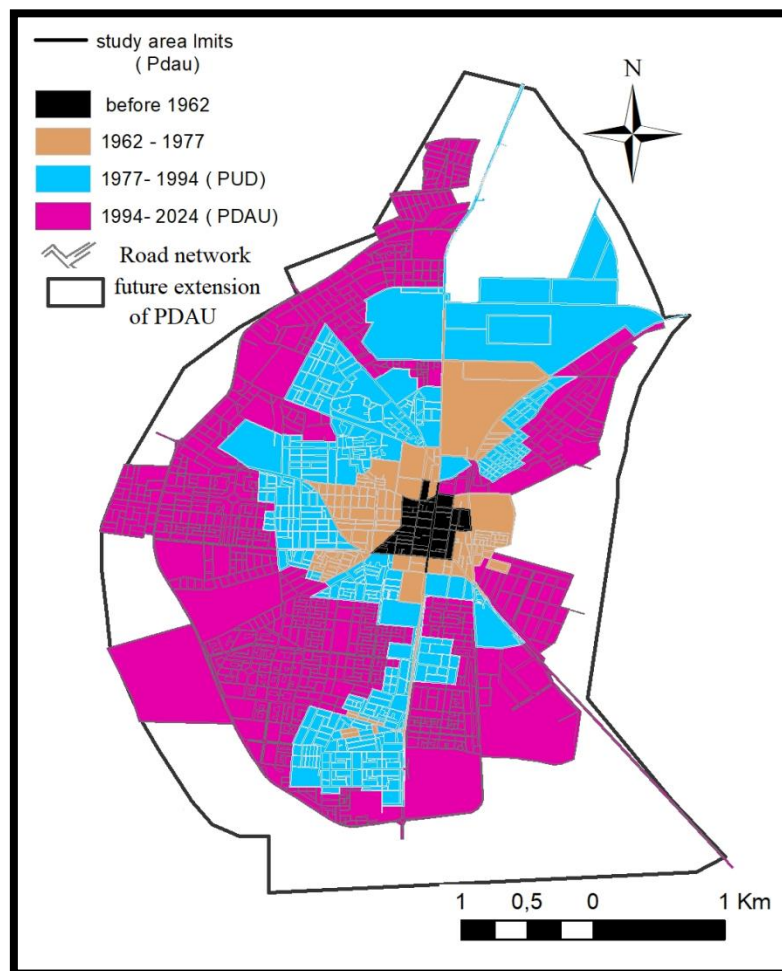 study area lmits
( Pdau)
before 1962
1962 - 1977
1977- 1994 ( PUD)
1994- 2024 ( PDAU)
Road network
future extension
of PDAU
N
1 0,5 0 1 Km